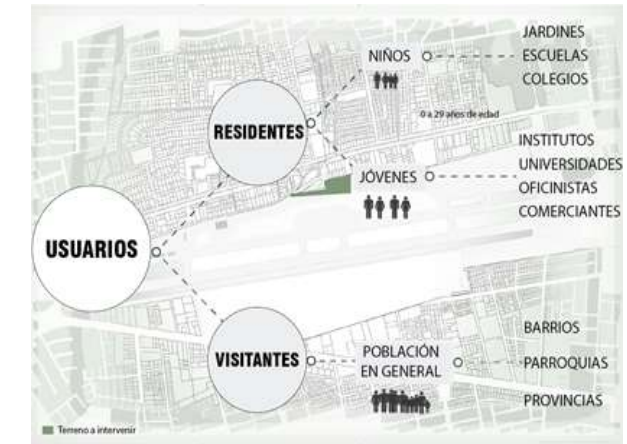 USUARIOS
RESIDENTES
NIÑOS
JARDINES
ESCUELAS
COLEGIOS
0 a 29 años de edad
JÓVENES
INSTITUTOS
UNIVERSIDADES
OFICINISTAS
COMERCIANTES
VISITANTES
POBLACIÓN
EN GENERAL
BARRIOS
PARROQUIAS
PROVINCIAS
Terreno a intervenir